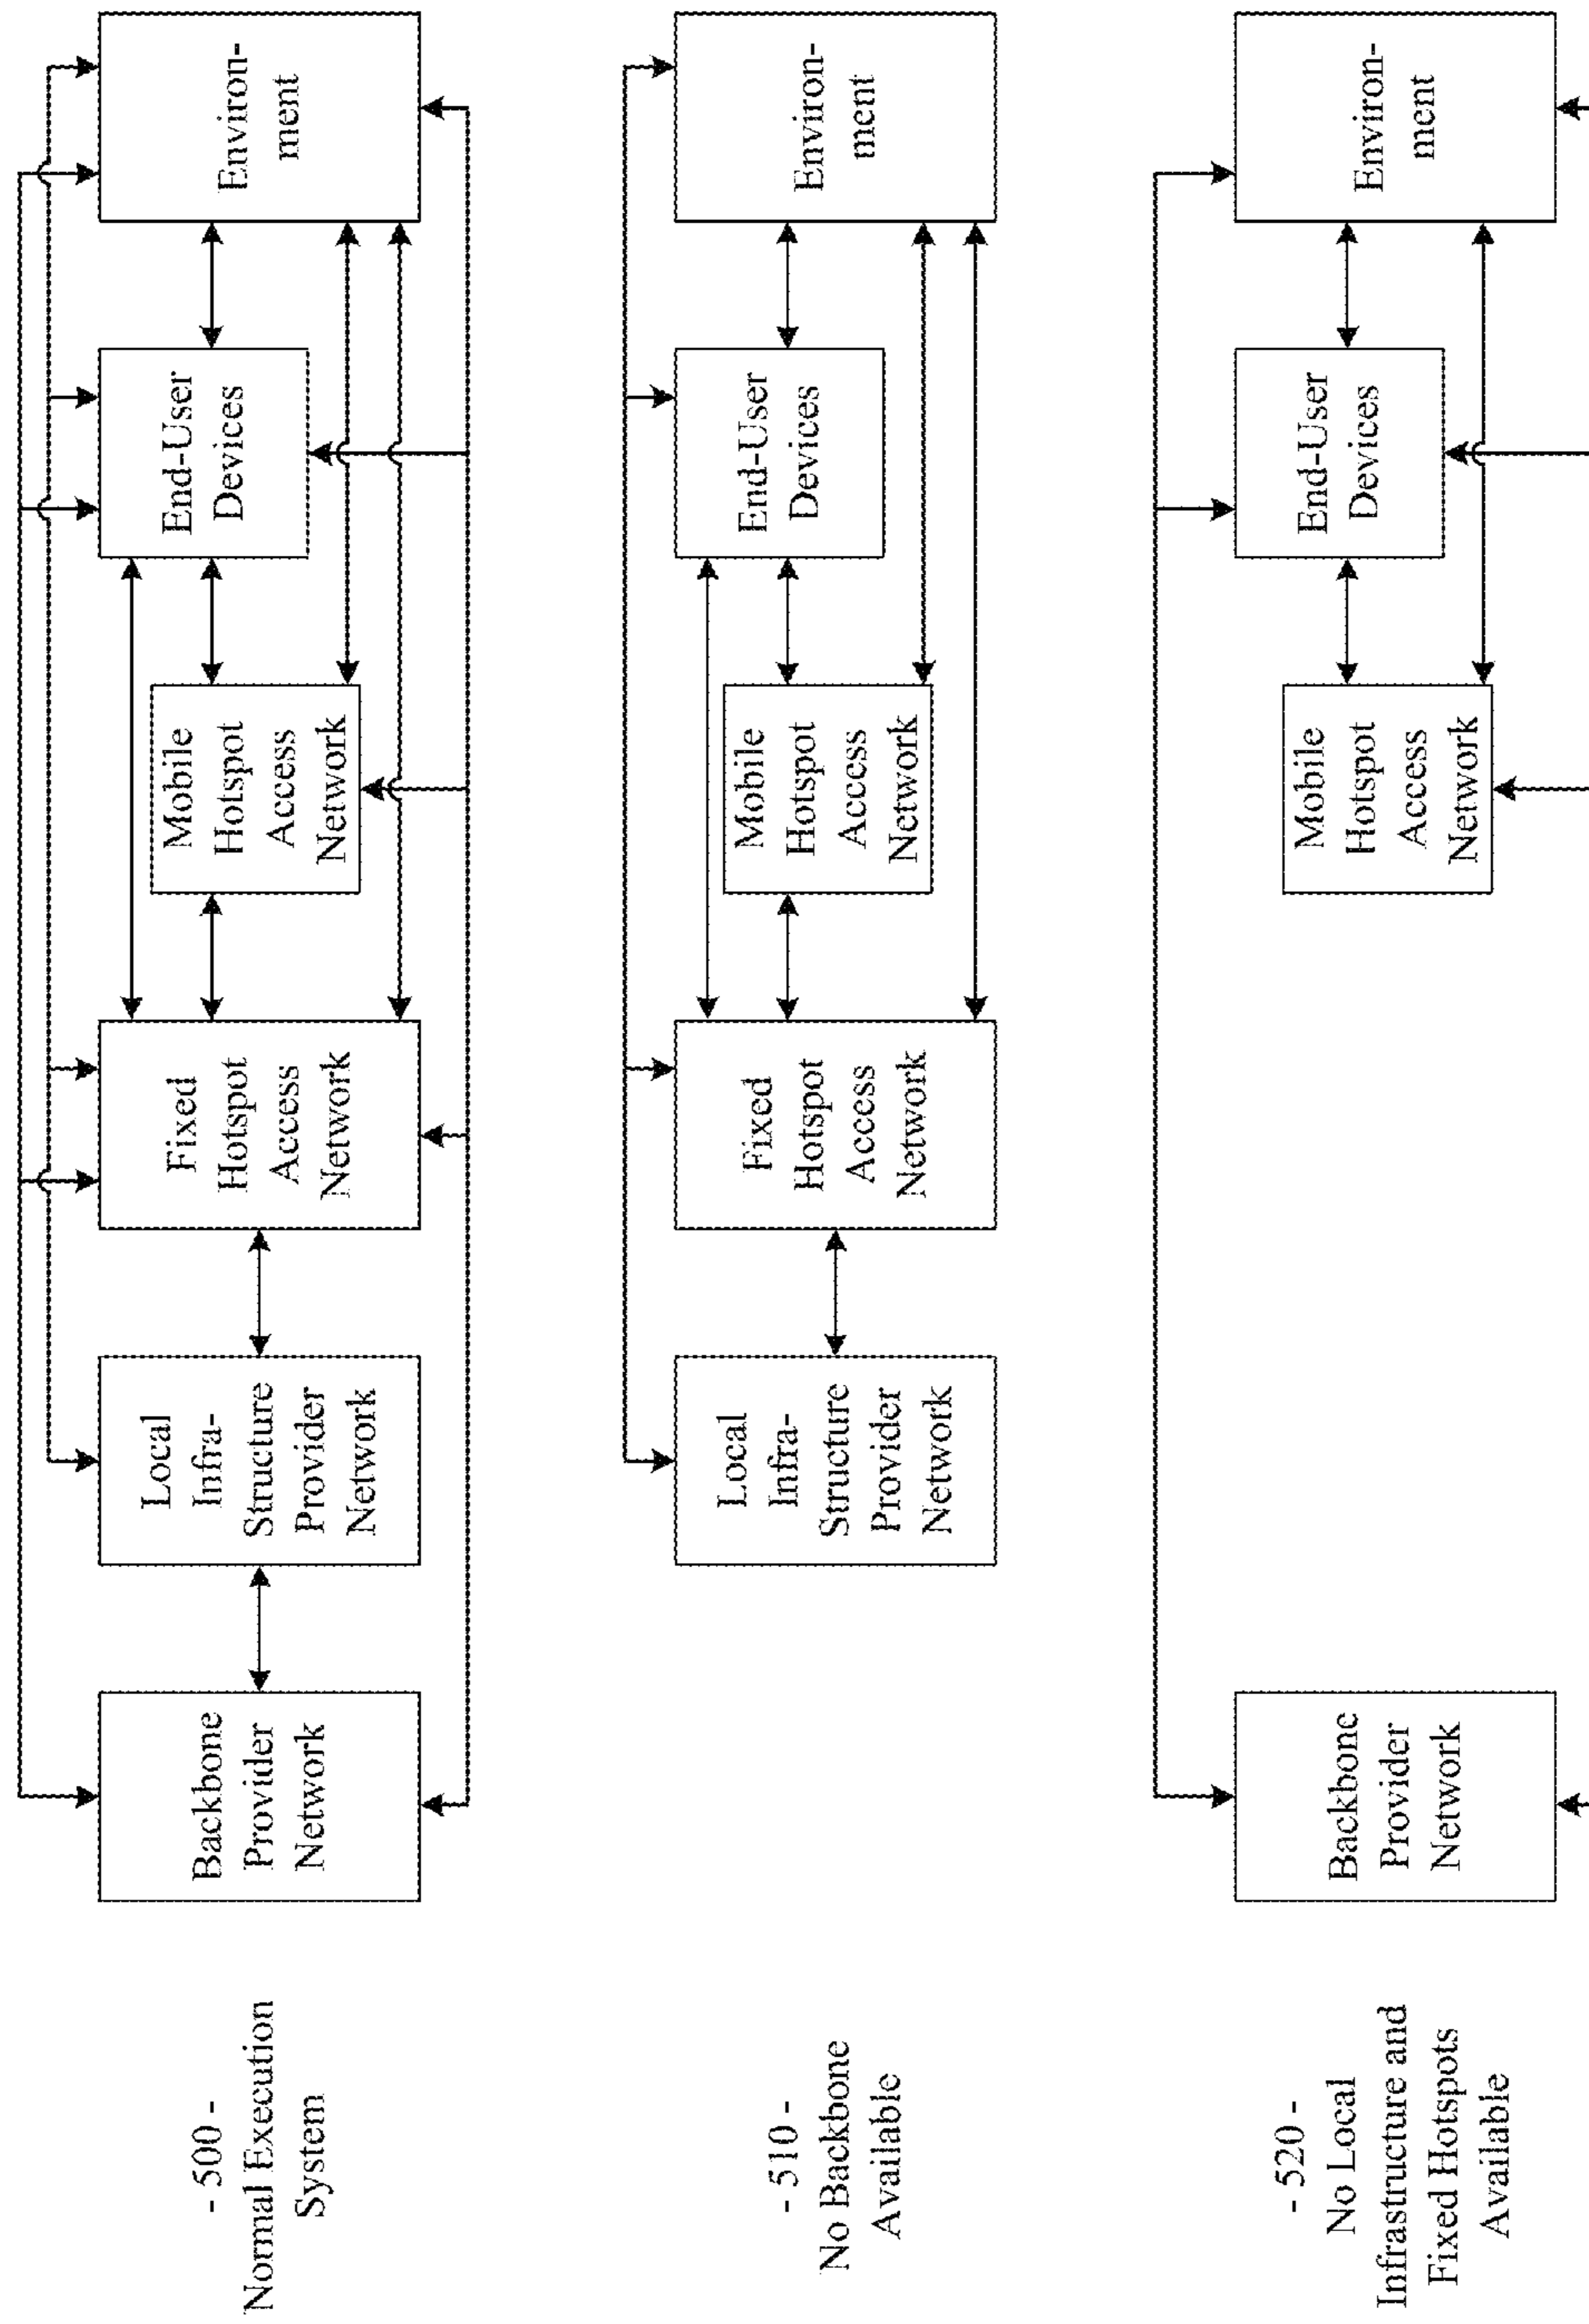 - 500 -
Normal Execution
System
Backbone
Provider
Network
Local
Infra-
Structure
Provider
Network
Fixed
Hotspot
Access
Network
Mobile
Hotspot
Access
Network
End-User
Devices
Environ-
ment
- 510 -
No Backbone
Available
Local
Infra-
Structure
Provider
Network
Fixed
Hotspot
Access
Network
Mobile
Hotspot
Access
Network
End-User
Devices
Environ-
ment
- 520 -
No Local
Infrastructure and
Fixed Hotspots
Available
Backbone
Provider
Network
Mobile
Hotspot
Access
Network
End-User
Devices
Environ-
ment